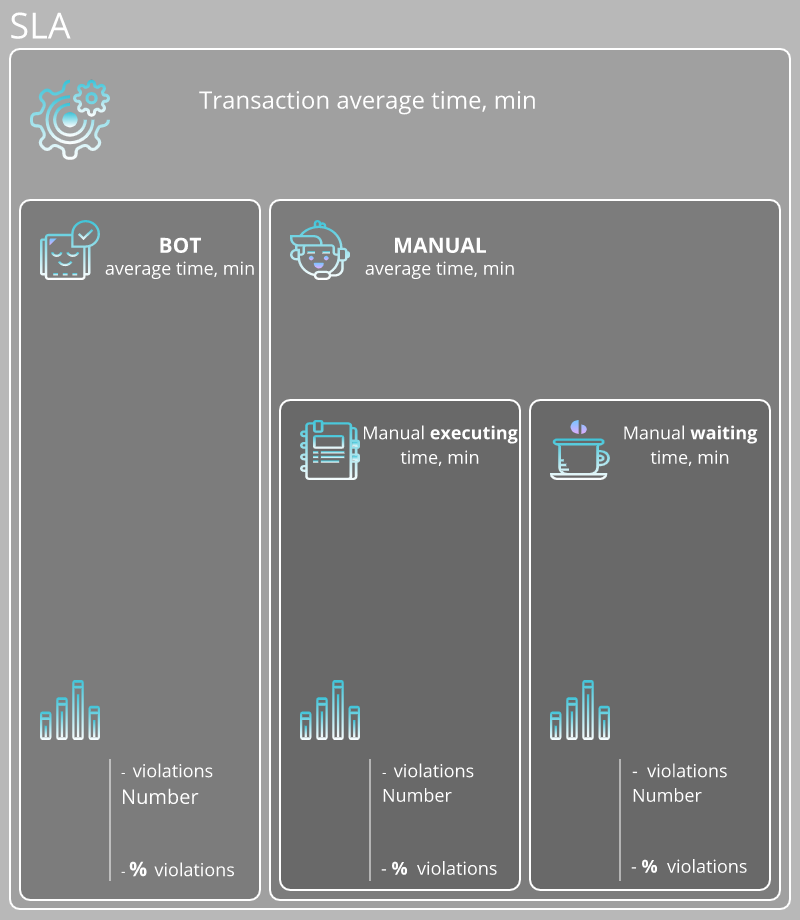 SLA
Transaction average time, min
BOT
average time, min
MANUAL
average time, min
Manual executing
time, min
Manual waiting
time, min
- violations
Number
- % violations
- violations
Number
- % violations
- violations
Number
- % violations